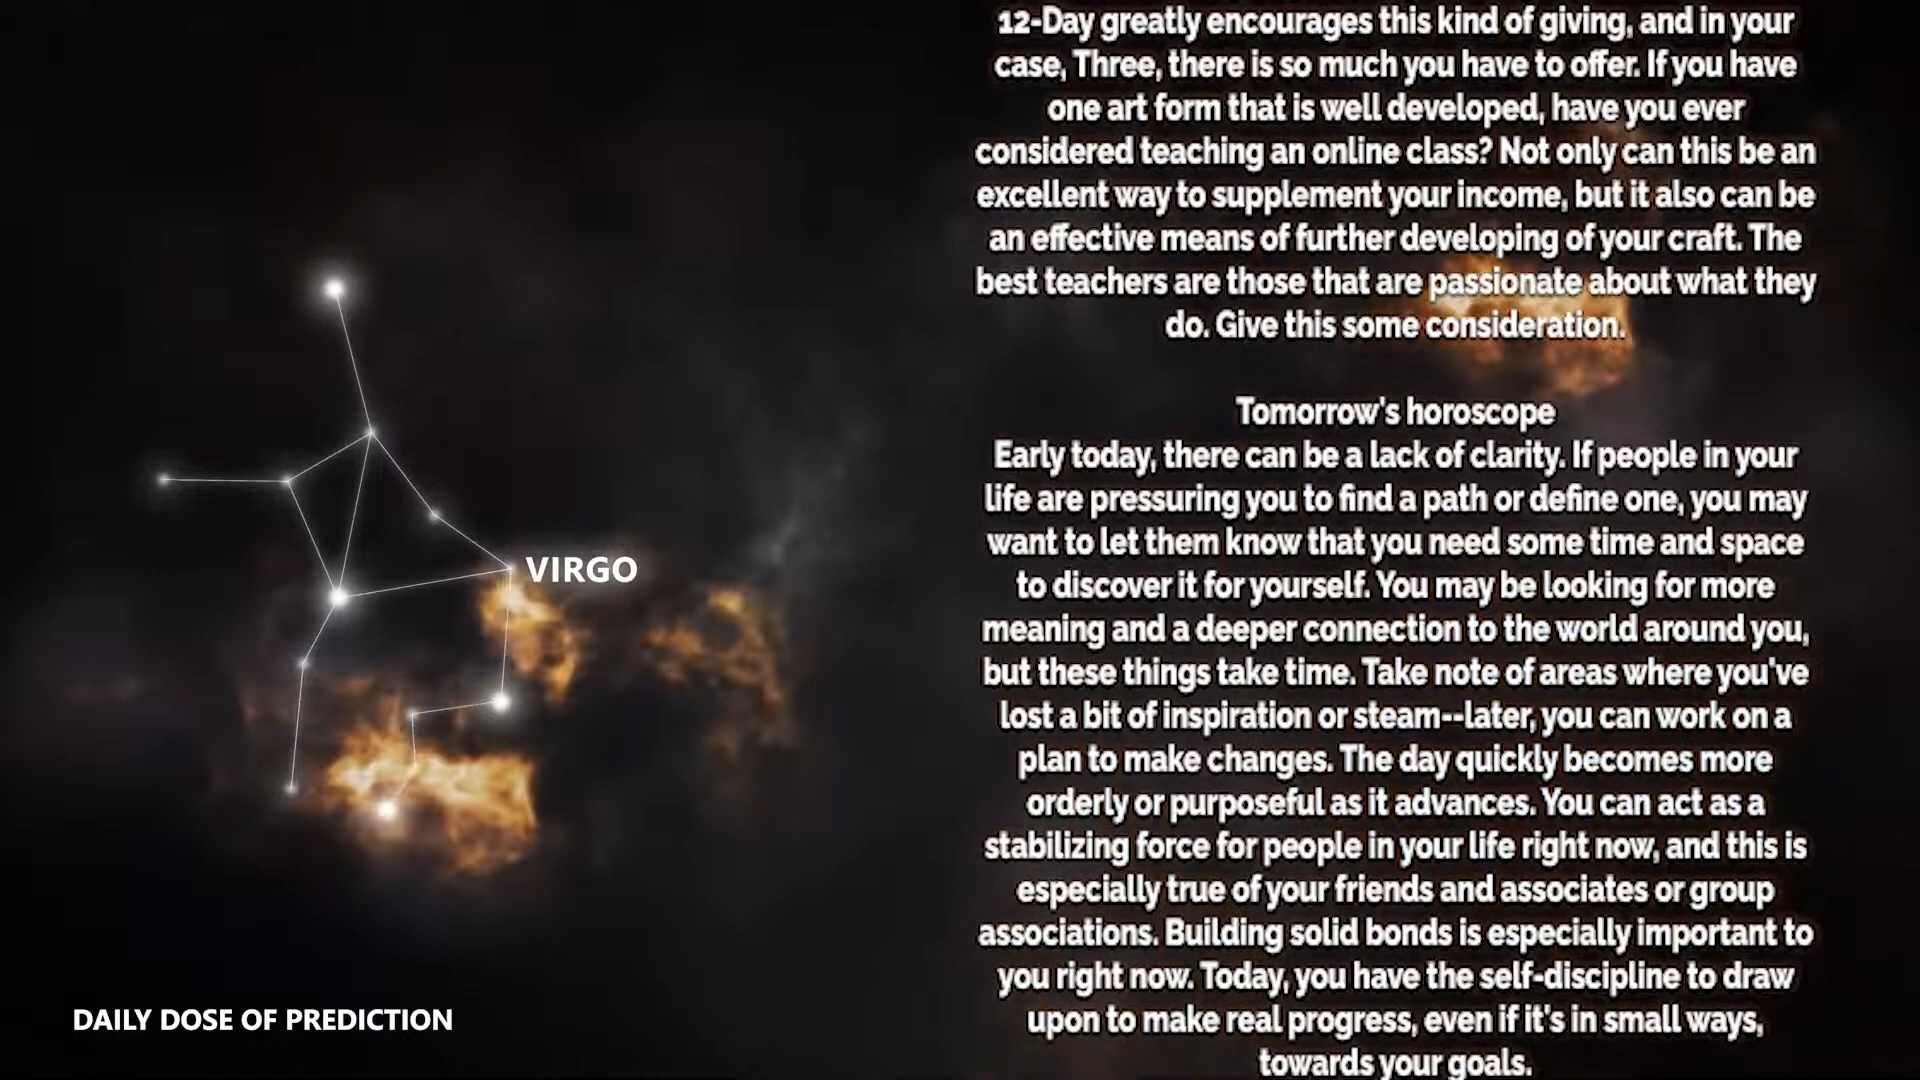 12-Day greatly encourages this kind of giving, and in your
case, Three, there is so much you have to offer. If you have
one art form that is well developed, have you ever
considered teaching an online class? Not only can this be an
excellent way to supplement your income, but it also can be
an effective means of further developing of your craft. The
best teachers are those that are passionate about what they
do. Give this some consideration.
Tomorrow's horoscope
Early today, there can be a lack of clarity. If people in your
life are pressuring you to find a path or define one, you may
want to let them know that you need some time and space
to discover it for yourself. You may be looking for more
meaning and a deeper connection to the world around you,
but these things take time. Take note of areas where you've
lost a bit of inspiration or steam--later, you can work on a
plan to make changes. The day quickly becomes more
orderly or purposeful as it advances. You can act as a
stabilizing force for people in your life right now, and this is
especially true of your friends and associates or group
associations. Building solid bonds is especially important to
you right now. Today, you have the self-discipline to draw
upon to make real progress, even if it's in small ways,
towards your goals.
VIRGO
DAILY DOSE OF PREDICTION